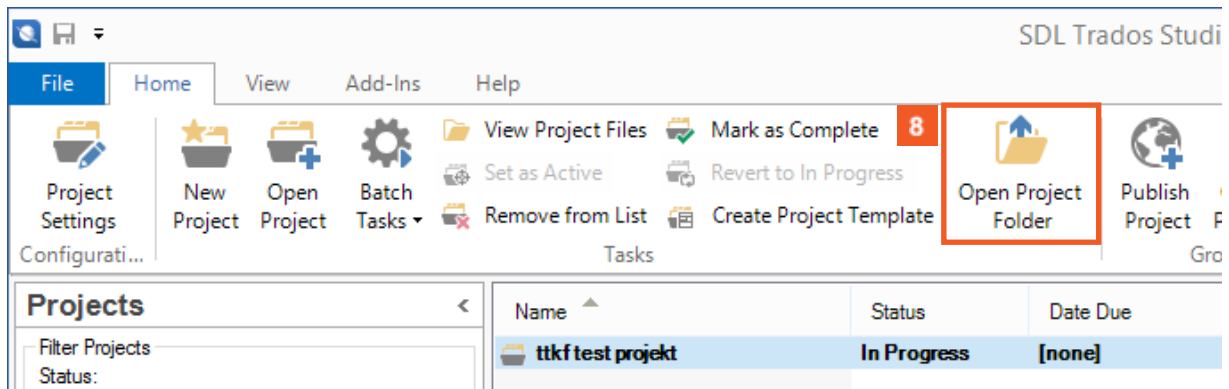 SDL Trados Studi
File Home View Add-Ins Help
View Project Files Mark as Complete 8
Set as Active Revert to In Progress
Project Settings New Project Open Project Batch Tasks Open Project Folder Publish Project
Remove from List Create Project Template
Configurati... Tasks Gro
Projects < Name Status Date Due
Filter Projects ttkf test projekt In Progress [none]
Status: